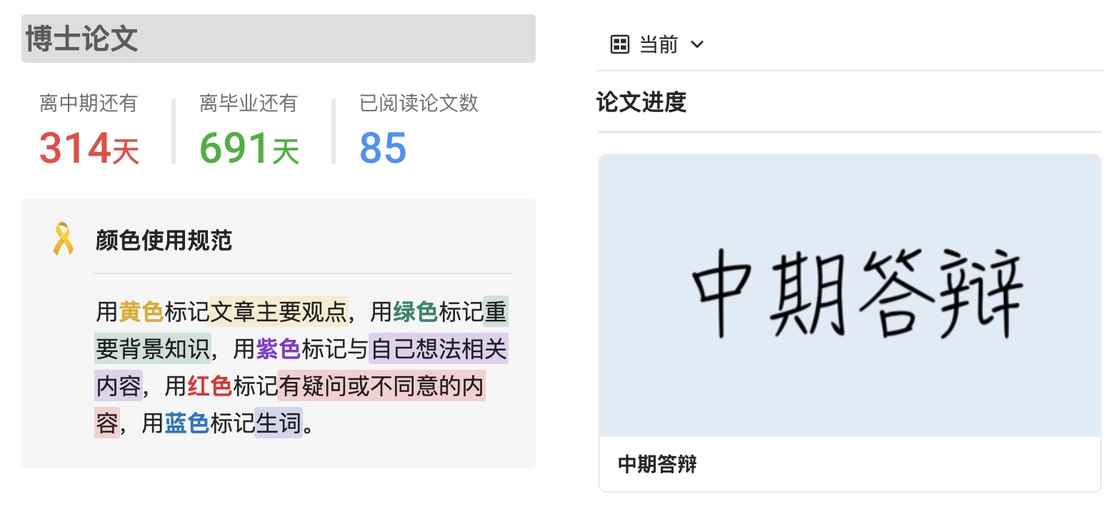 博士论文
离中期还有
314天
离毕业还有
691天
已阅读论文数
85
颜色使用规范
用黄色标记文章主要观点，用绿色标记重
要背景知识，用紫色标记与自己想法相关
内容，用红色标记有疑问或不同意的内
容，用蓝色标记生词。
当前
论文进度
中期答辩
中期答辩